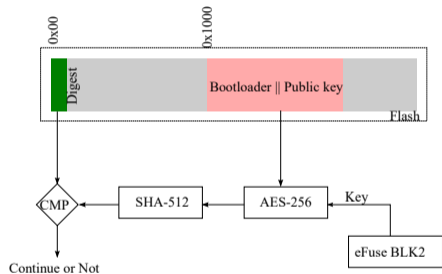 0x00
0x1000
Digest
Bootloader || Public key
Flash
CMP
SHA-512
AES-256
Key
eFuse BLK2
Continue or Not